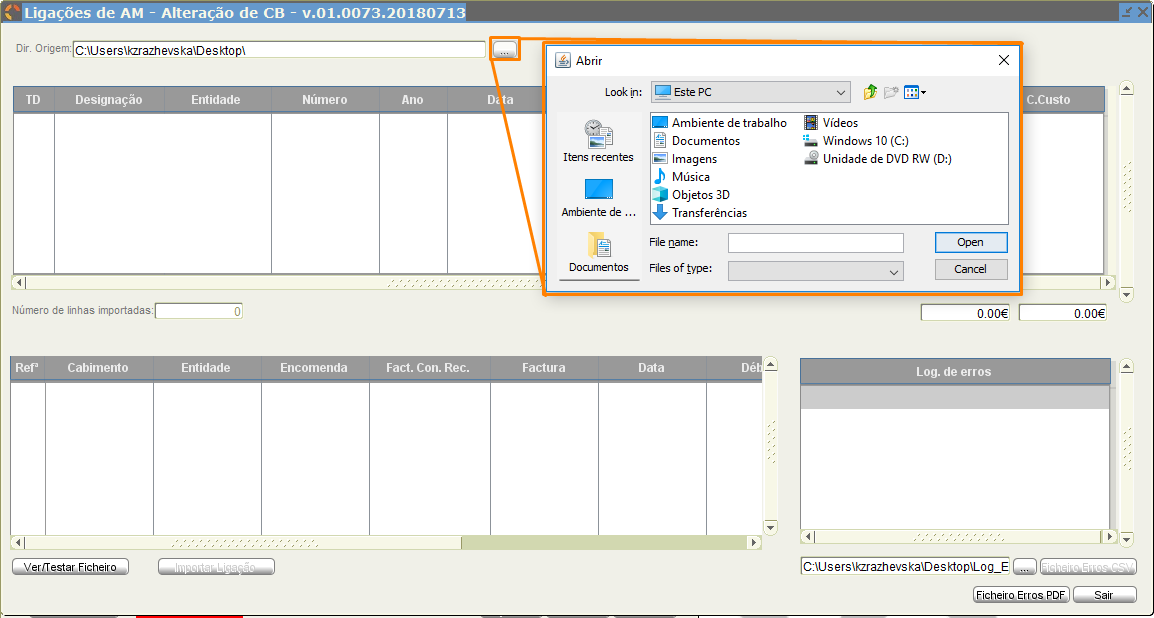 Ligações de AM - Alteração de CB - v.01.0073.20180713
Dir. Origem: C:\Users\kzrazhevska\Desktop\ ...
TD Designação Entidade Número Ano Data C.Custo
Abrir
Look in: Este PC
Itens recentes
Ambiente de ...
Documentos
Ambiente de trabalho
Documentos
Imagens
Música
Objetos 3D
Transferências
Vídeos
Windows 10 (C:)
Unidade de DVD RW (D:)
File name:
Open
Files of type:
Cancel
Número de linhas importadas: 0
0.00€ 0.00€
Refª Cabimento Entidade Encomenda Fact. Con. Rec. Factura Data Déb
Log. de erros
Ver/Testar Ficheiro Importar Ligação
C:\Users\kzrazhevska\Desktop\Log_E ... Ficheiro Erros CSV
Ficheiro Erros PDF Sair